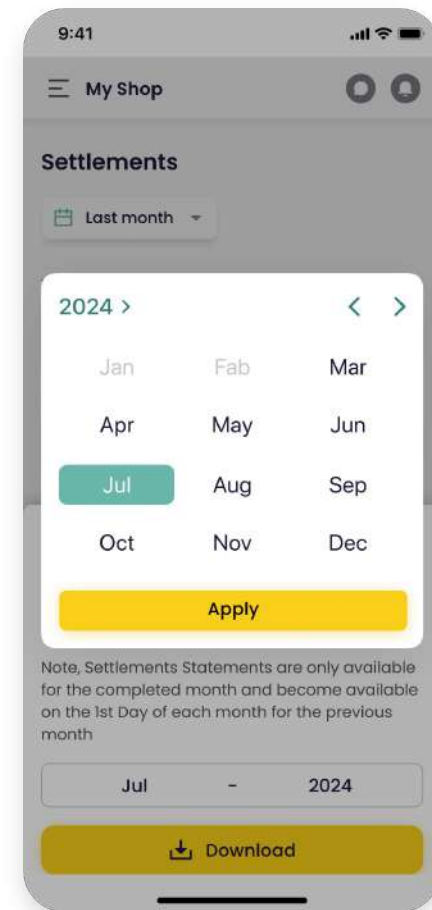 9:41
My Shop
Settlements
Last month
2024 >
Jan Fab Mar
Apr May Jun
Jul Aug Sep
Oct Nov Dec
Apply
Note, Settlements Statements are only available
for the completed month and become available
on the 1st Day of each month for the previous
month
Jul - 2024
Download